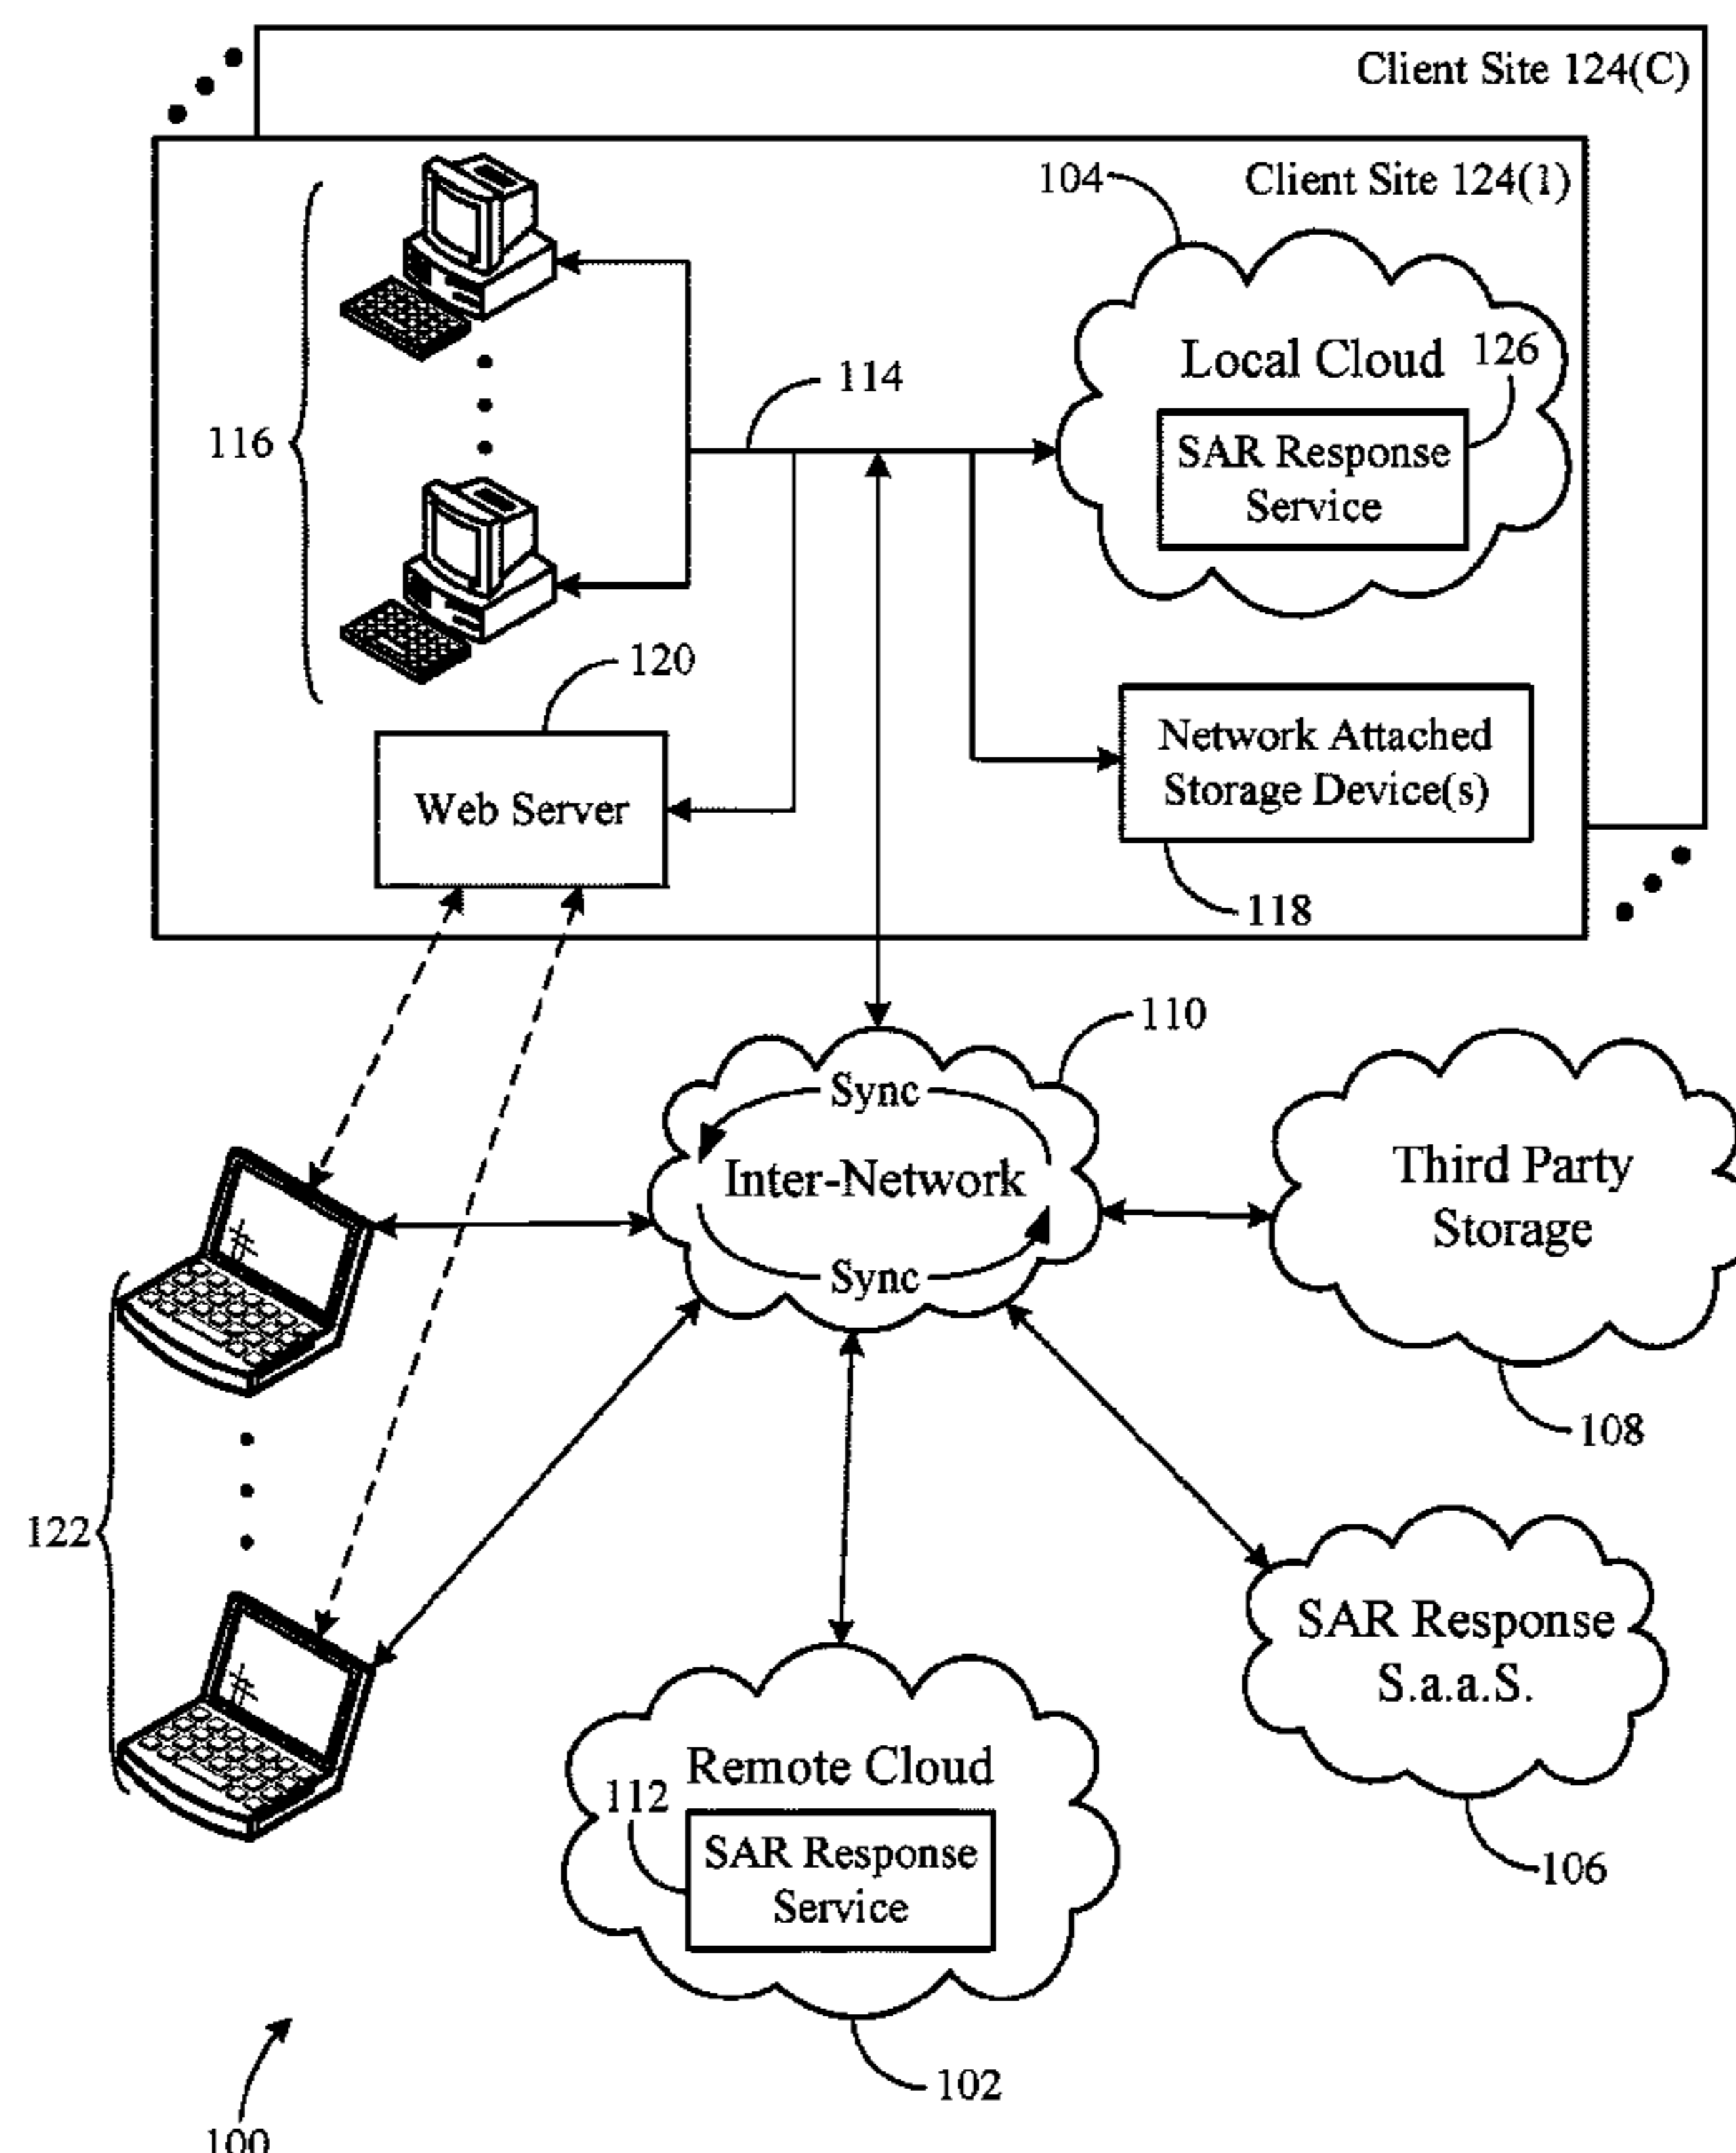 Client Site 124(C)
Client Site 124(1)
104
Local Cloud
126
SAR Response
Service
114
116
120
Web Server
Network Attached
Storage Device(s)
118
110
Sync
Inter-Network
Sync
Third Party
Storage
108
122
SAR Response
S.a.a.S.
106
Remote Cloud
112
SAR Response
Service
102
100